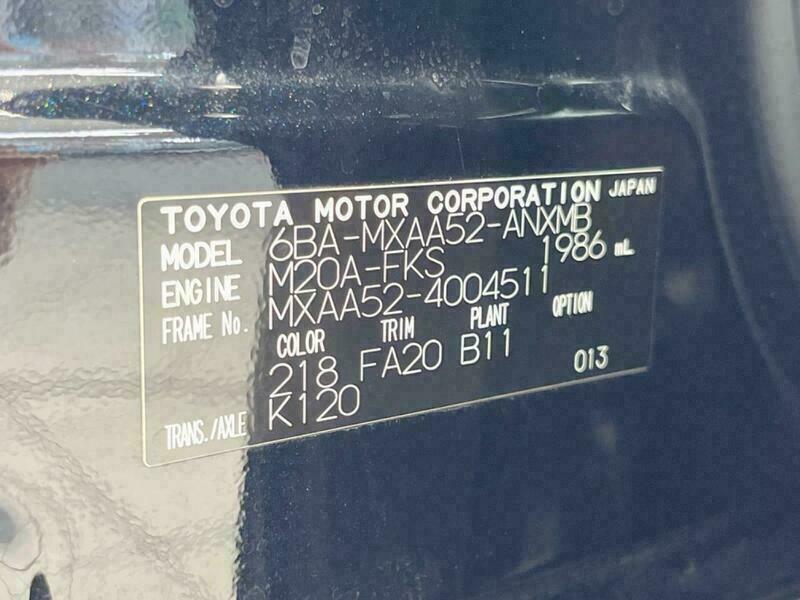 TOYOTA MOTOR CORPORATION JAPAN
MODEL 6BA-MXAA52-ANXMB
ENGINE M20A-FKS 1986 mL
FRAME No. MXAA52-4004511
COLOR TRIM PLANT OPTION
218 FA20 B11 013
TRANS./AXLE K120